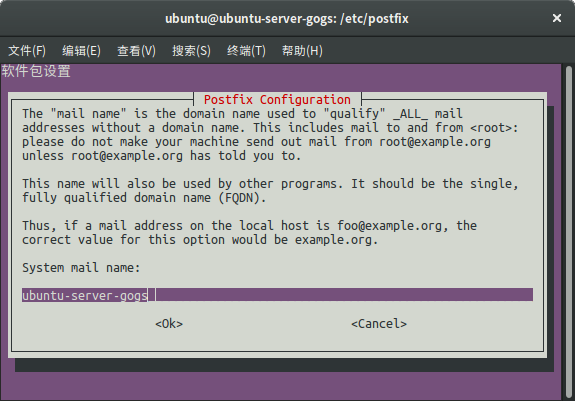 ubuntu@ubuntu-server-gogs: /etc/postfix
文件(F) 编辑(E) 查看(V) 搜索(S) 终端(T) 帮助(H)
软件包设置
Postfix Configuration
The "mail name" is the domain name used to "qualify" _ALL_ mail
addresses without a domain name. This includes mail to and from <root>:
please do not make your machine send out mail from root@example.org
unless root@example.org has told you to.
This name will also be used by other programs. It should be the single,
fully qualified domain name (FQDN).
Thus, if a mail address on the local host is foo@example.org, the
correct value for this option would be example.org.
System mail name:
ubuntu-server-gogs
<Ok> <Cancel>